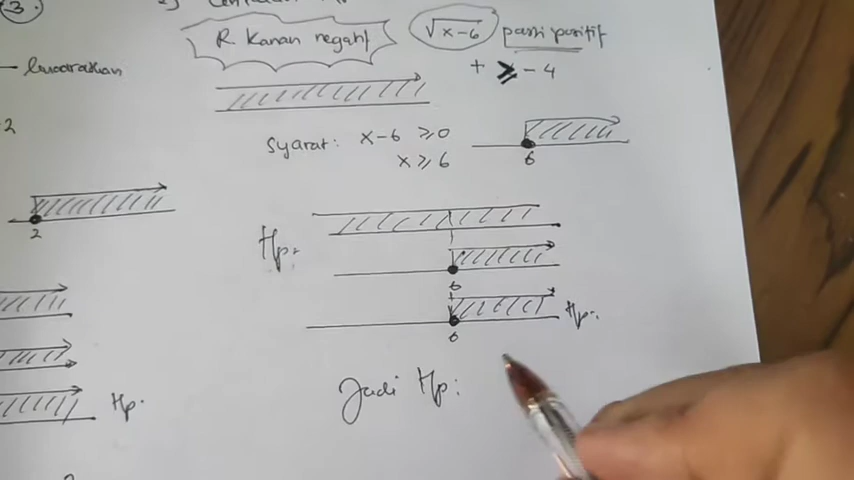 3.
R. Kanan negatif
√x-6 pasti positif
kuadratkan
+ ≥ -4
2
Syarat: x-6 ≥ 0
x ≥ 6
6
2
Hp:
6
Hp:
6
Hp.
Jadi Hp: